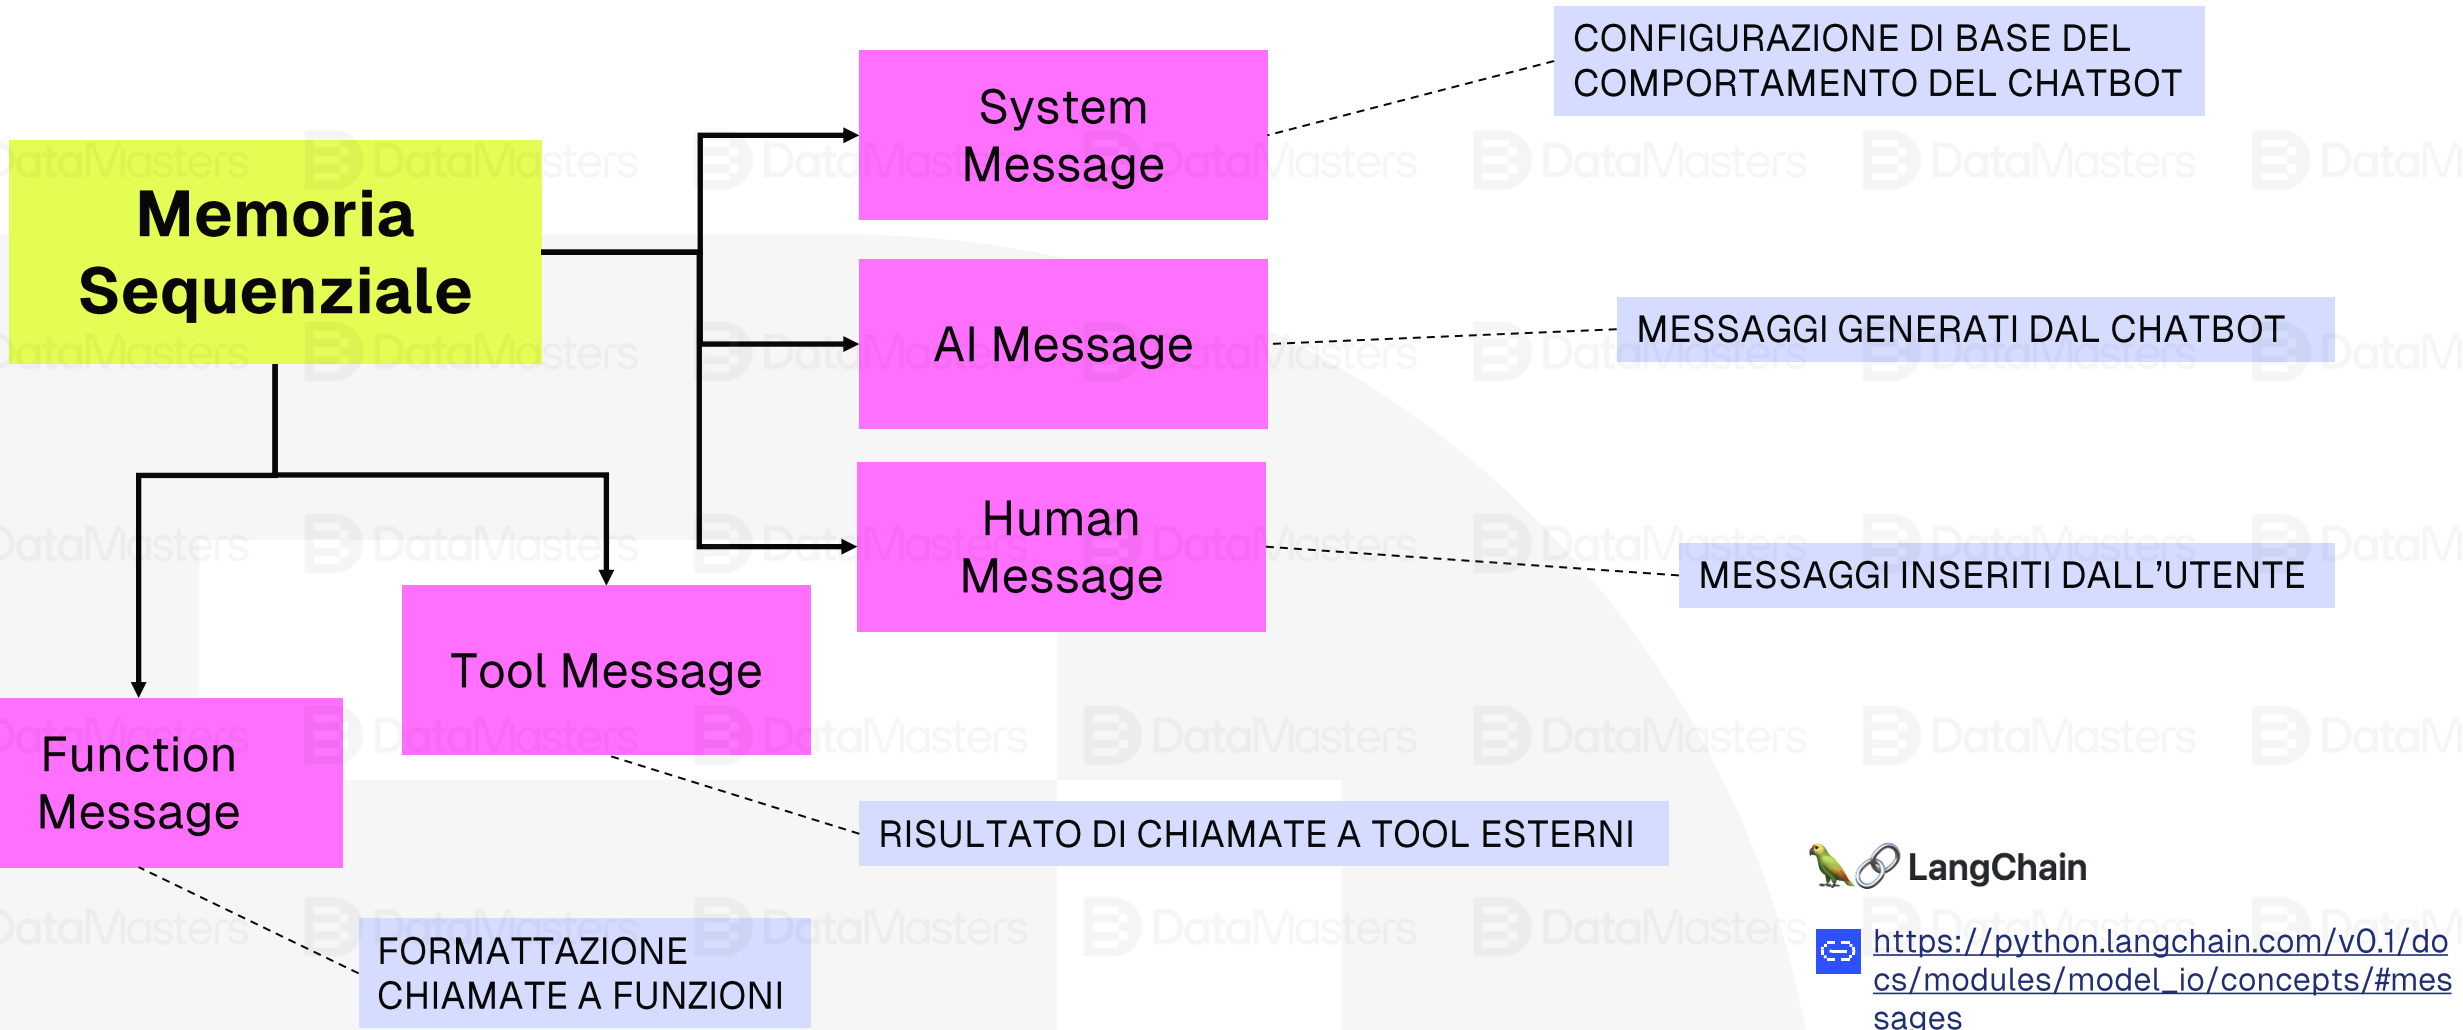 CONFIGURAZIONE DI BASE DEL
COMPORTAMENTO DEL CHATBOT
System
Message
Memoria
Sequenziale
AI Message
MESSAGGI GENERATI DAL CHATBOT
Human
Message
MESSAGGI INSERITI DALL’UTENTE
Tool Message
Function
Message
RISULTATO DI CHIAMATE A TOOL ESTERNI
FORMATTAZIONE
CHIAMATE A FUNZIONI
LangChain
https://python.langchain.com/v0.1/do
cs/modules/model_io/concepts/#mes
sages
DataMasters